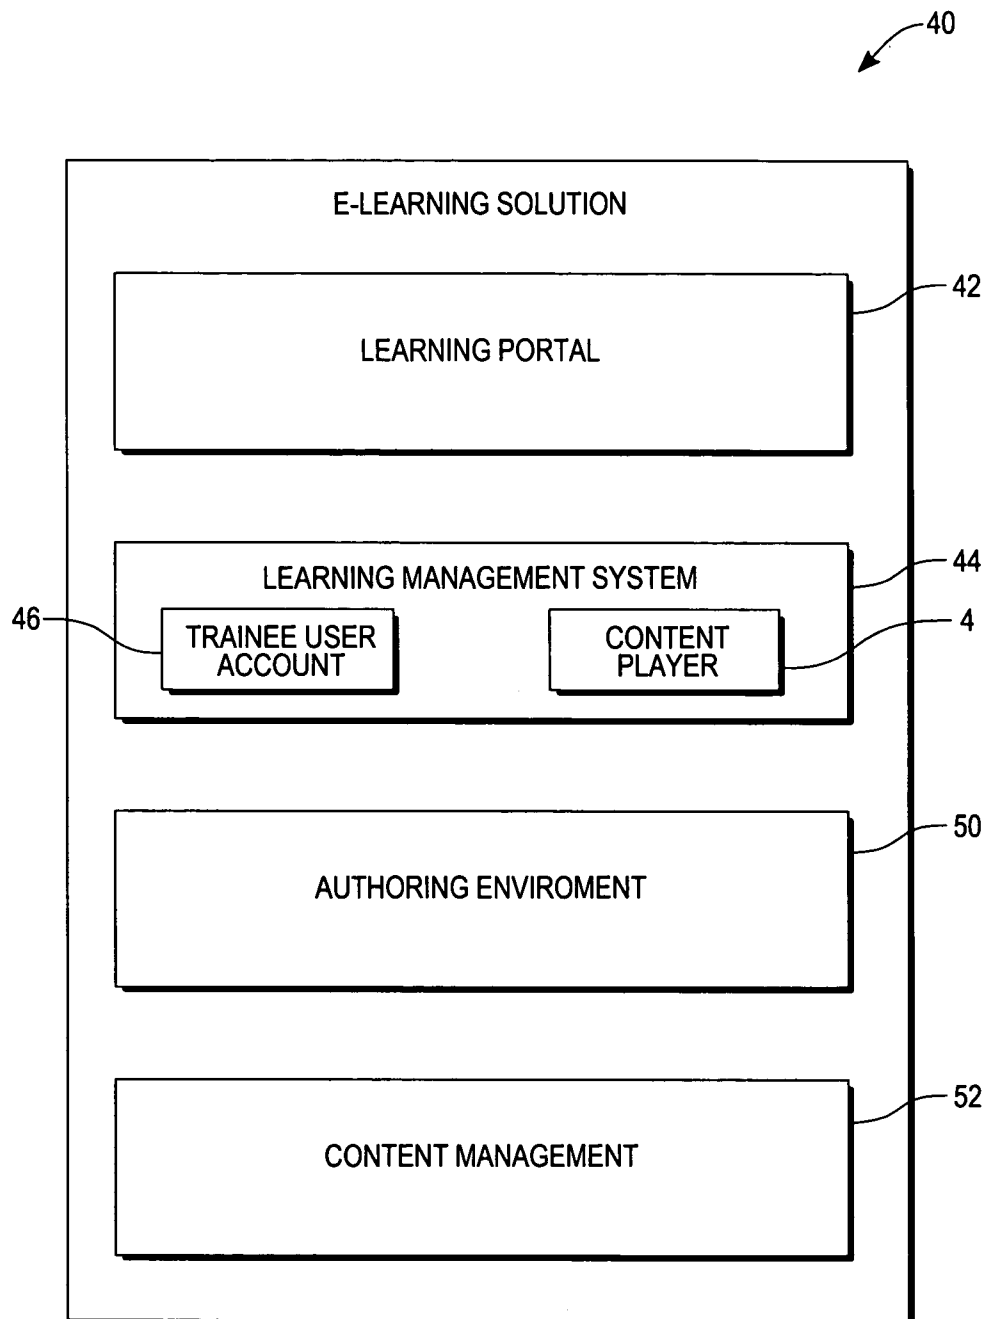 40
E-LEARNING SOLUTION
42
LEARNING PORTAL
44
LEARNING MANAGEMENT SYSTEM
46
TRAINEE USER
ACCOUNT
CONTENT
PLAYER
4
50
AUTHORING ENVIROMENT
52
CONTENT MANAGEMENT